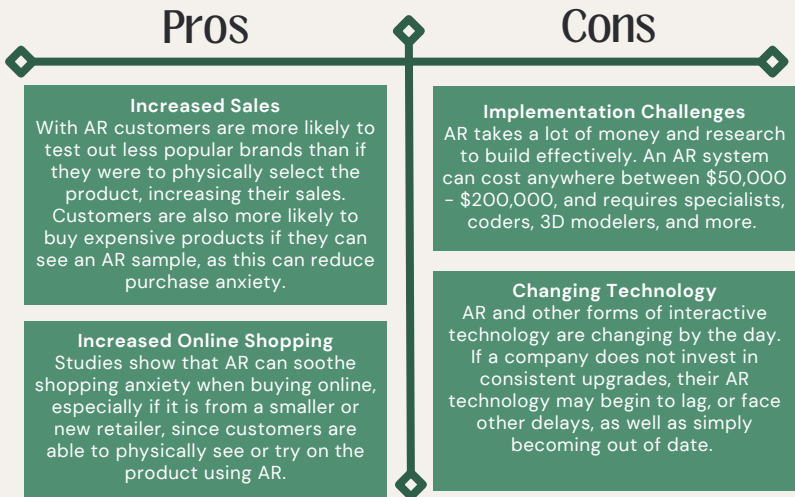 Pros
Increased Sales
With AR customers are more likely to
test out less popular brands than if
they were to physically select the
product, increasing their sales.
Customers are also more likely to
buy expensive products if they can
see an AR sample, as this can reduce
purchase anxiety.
Increased Online Shopping
Studies show that AR can soothe
shopping anxiety when buying online,
especially if it is from a smaller or
new retailer, since customers are
able to physically see or try on the
product using AR.
Cons
Implementation Challenges
AR takes a lot of money and research
to build effectively. An AR system
can cost anywhere between $50,000
- $200,000, and requires specialists,
coders, 3D modelers, and more.
Changing Technology
AR and other forms of interactive
technology are changing by the day.
If a company does not invest in
consistent upgrades, their AR
technology may begin to lag, or face
other delays, as well as simply
becoming out of date.